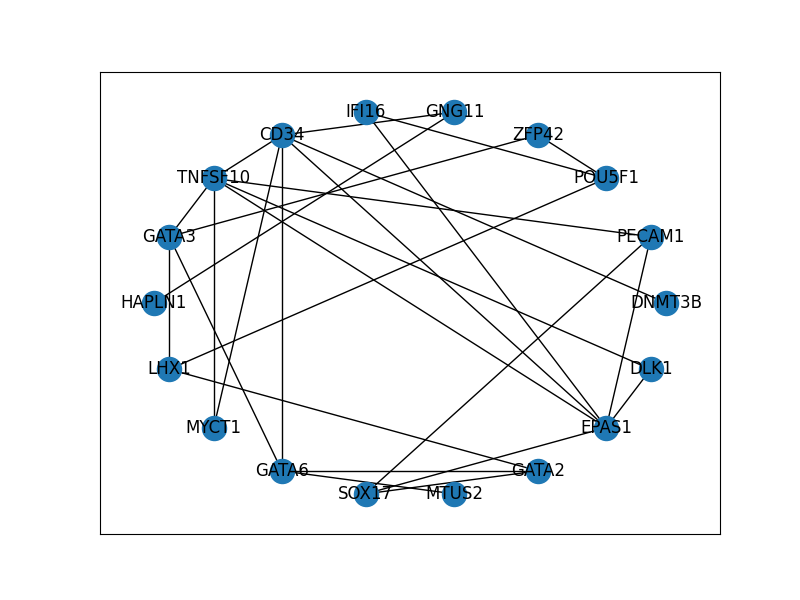 IFI16
GNG11
CD34
ZFP42
TNFSF10
POU5F1
GATA3
PECAM1
HAPLN1
DNMT3B
LHX1
DLK1
MYCT1
EPAS1
GATA6
GATA2
SOX17
MTUS2